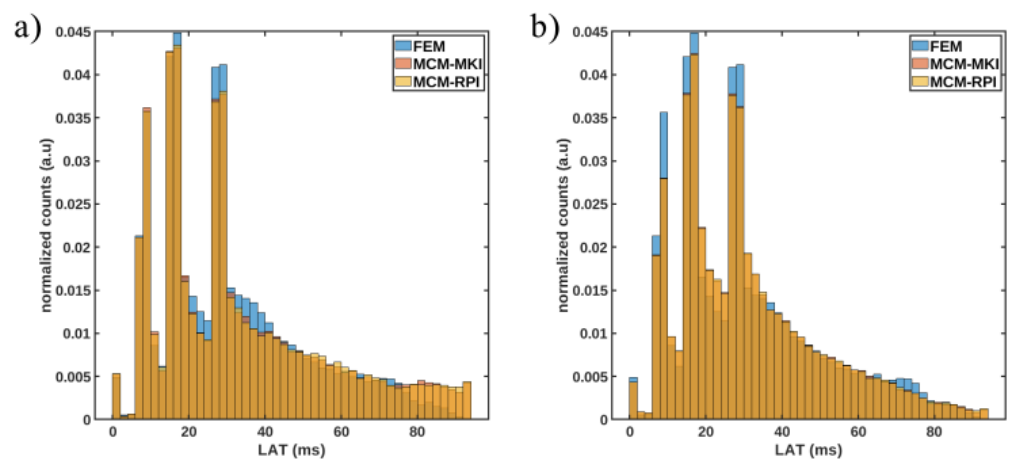 a)
normalized counts (a.u)
0.045
0.04
0.035
0.03
0.025
0.02
0.015
0.01
0.005
0
0 20 40 60 80
LAT (ms)
FEM
MCM-MKI
MCM-RPI
b)
normalized counts (a.u)
0.045
0.04
0.035
0.03
0.025
0.02
0.015
0.01
0.005
0
0 20 40 60 80
LAT (ms)
FEM
MCM-MKI
MCM-RPI